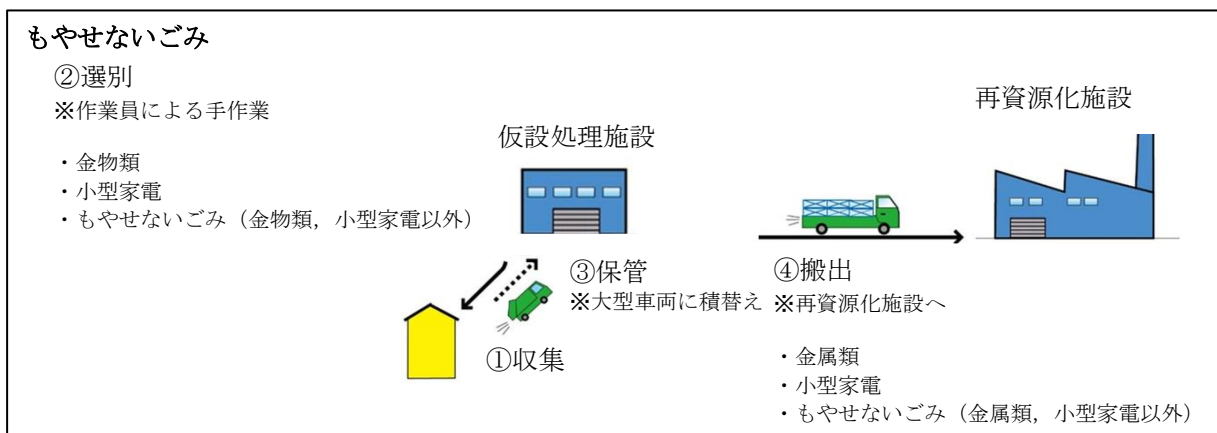 もやせないごみ
②選別
※作業員による手作業
・金物類
・小型家電
・もやせないごみ（金物類，小型家電以外）
仮設処理施設
再資源化施設
①収集
③保管
※大型車両に積替え
④搬出
※再資源化施設へ
・金属類
・小型家電
・もやせないごみ（金属類，小型家電以外）